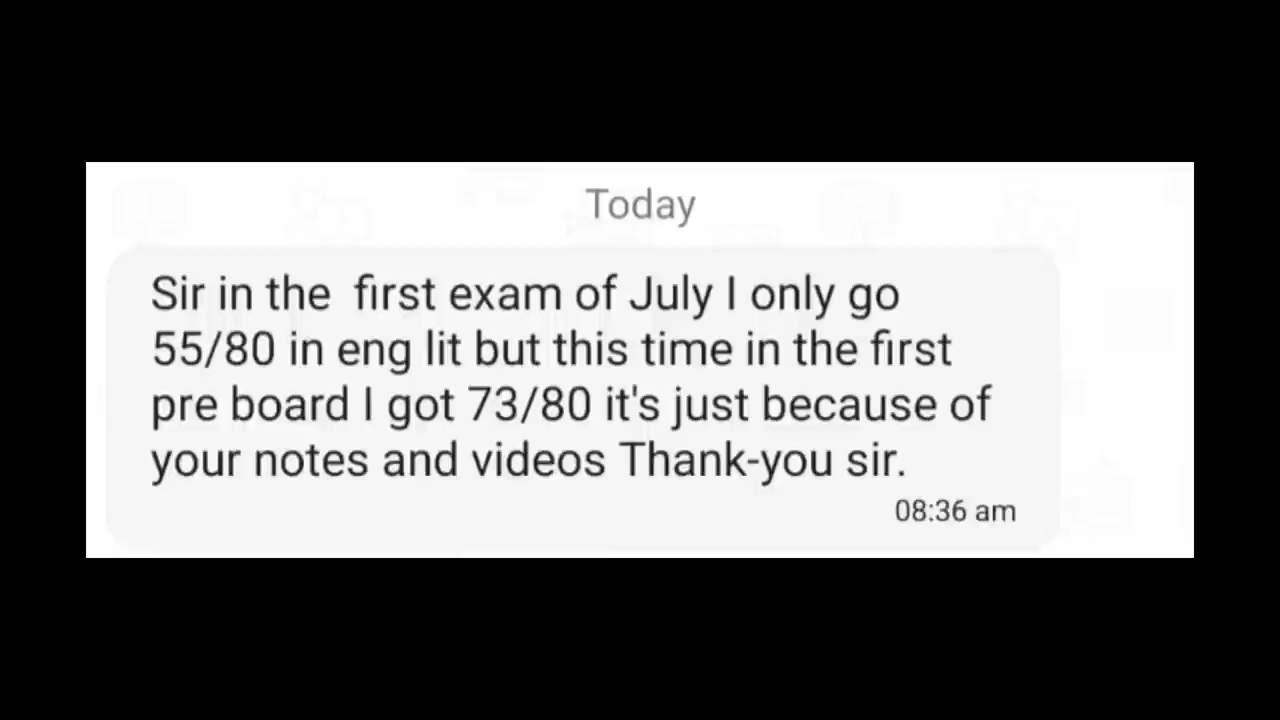 Today
Sir in the  first exam of July I only go
55/80 in eng lit but this time in the first
pre board I got 73/80 it's just because of
your notes and videos Thank-you sir.
08:36 am